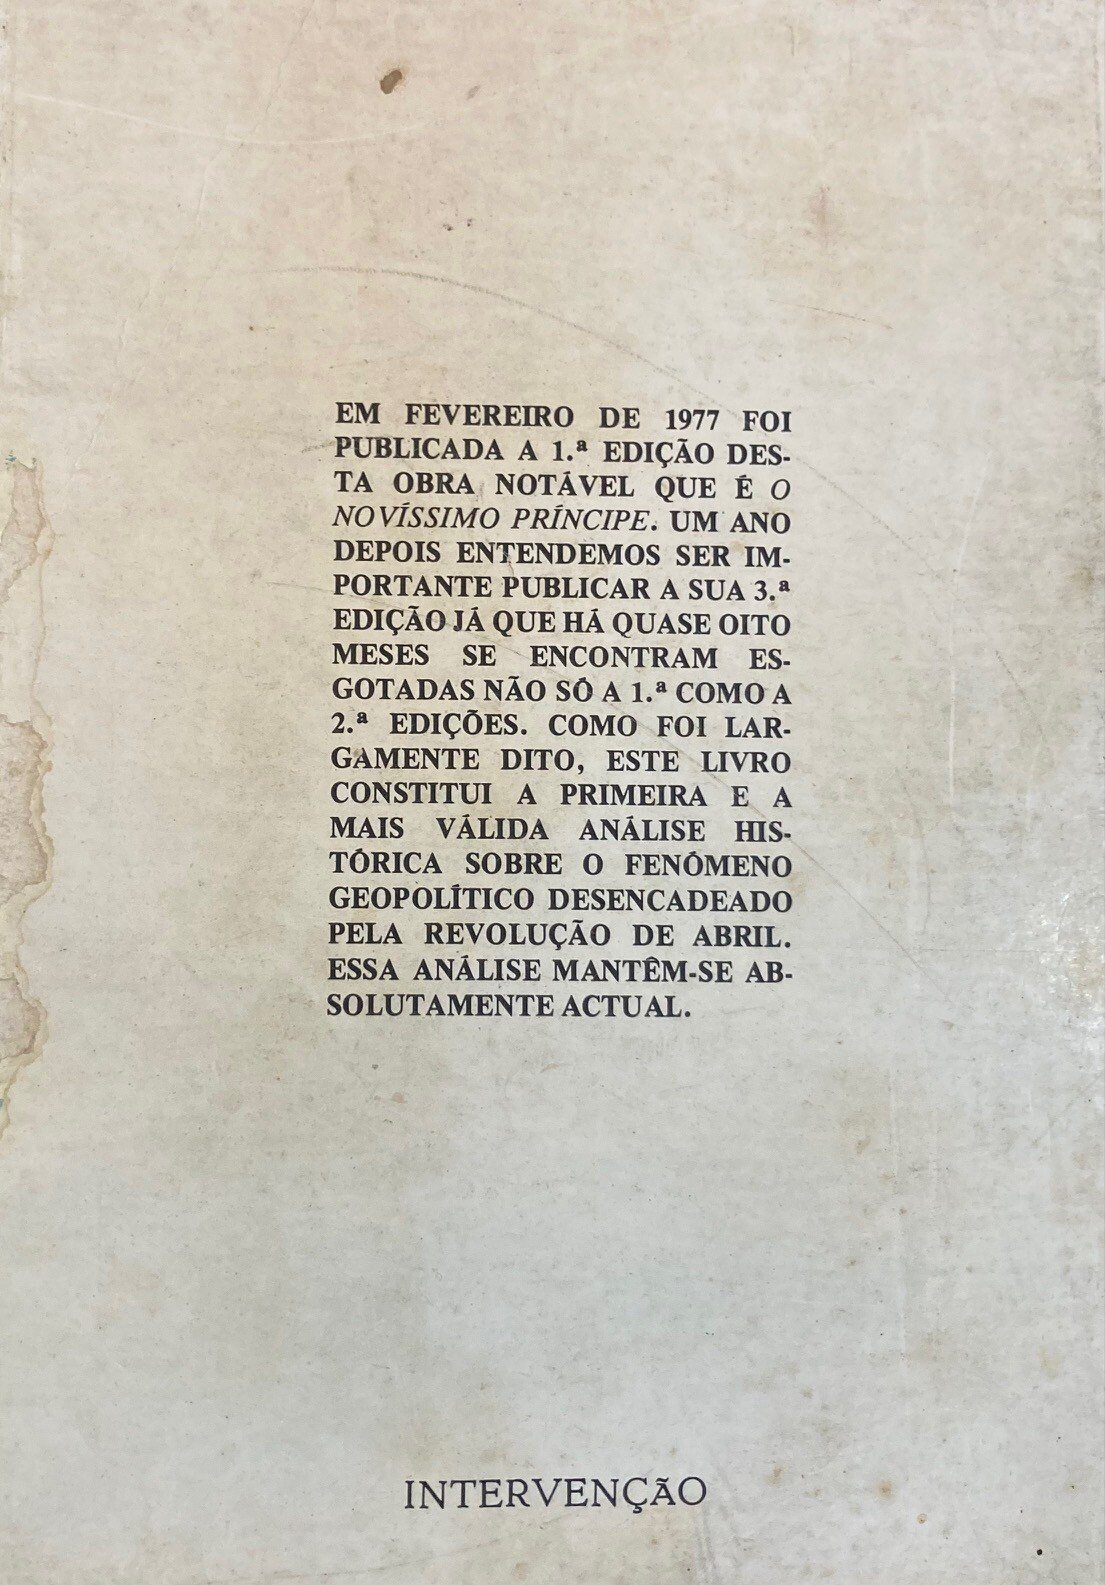 EM FEVEREIRO DE 1977 FOI
PUBLICADA A 1.ª EDIÇÃO DES-
TA OBRA NOTÁVEL QUE É O
NOVÍSSIMO PRÍNCIPE. UM ANO
DEPOIS ENTENDEMOS SER IM-
PORTANTE PUBLICAR A SUA 3.ª
EDIÇÃO JÁ QUE HÁ QUASE OITO
MESES SE ENCONTRAM ES-
GOTADAS NÃO SÓ A 1.ª COMO A
2.ª EDIÇÕES. COMO FOI LAR-
GAMENTE DITO, ESTE LIVRO
CONSTITUI A PRIMEIRA E A
MAIS VÁLIDA ANÁLISE HIS-
TÓRICA SOBRE O FENÓMENO
GEOPOLÍTICO DESENCADEADO
PELA REVOLUÇÃO DE ABRIL.
ESSA ANÁLISE MANTÊM-SE AB-
SOLUTAMENTE ACTUAL.
INTERVENÇÃO